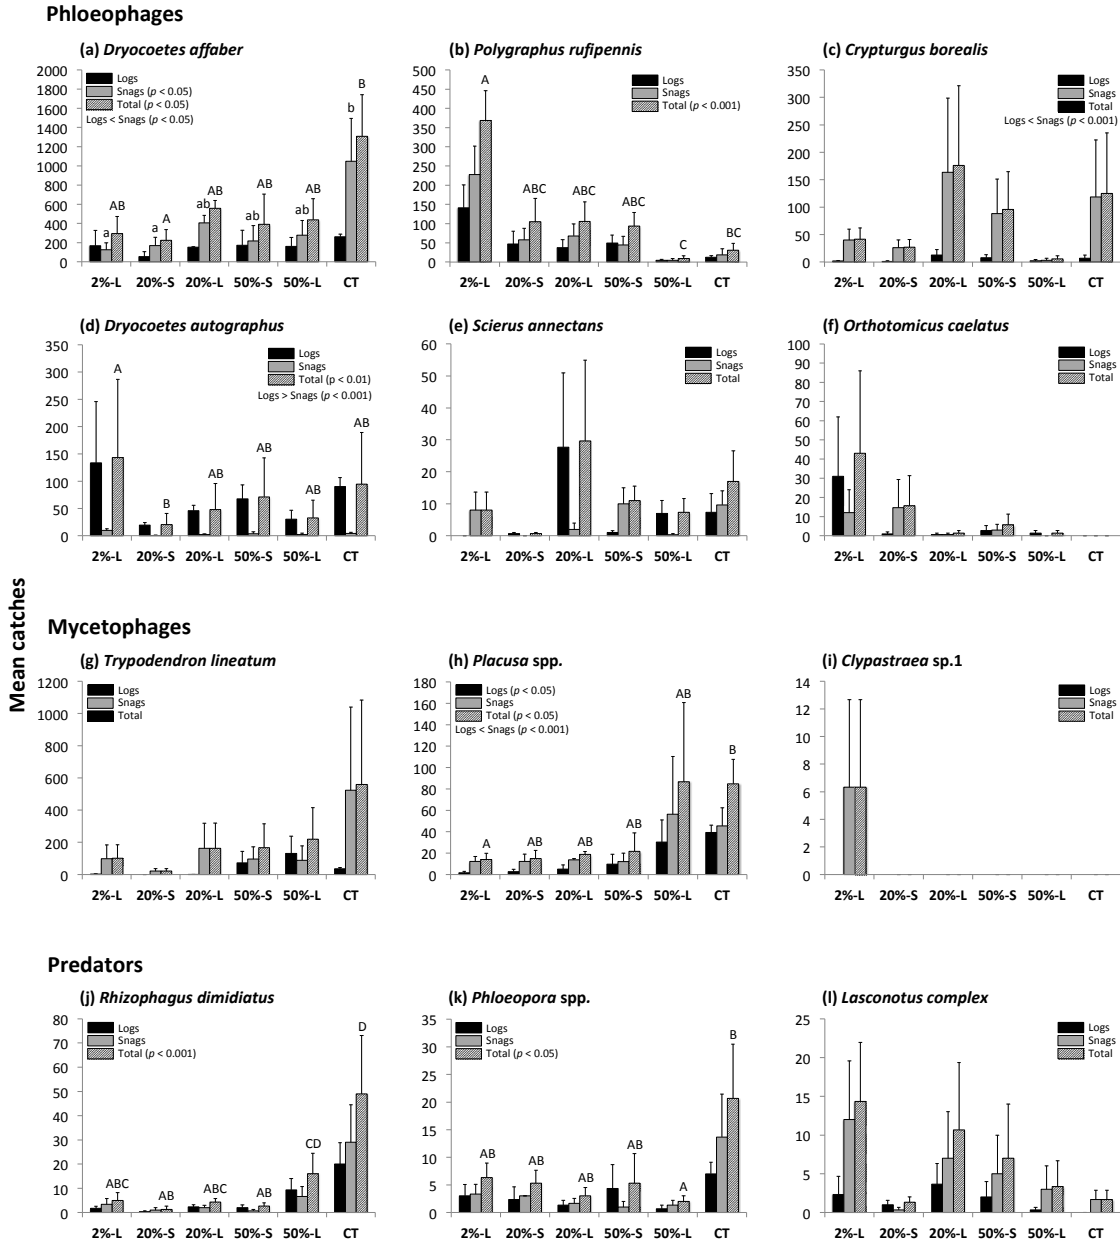 Phloeophages
(a) Dryocoetes affaber
2000
1800
1600
1400
1200
1000
800
600
400
200
0
Logs
Snags (p < 0.05)
Total (p < 0.05)
Logs < Snags (p < 0.05)
a AB
a A
ab AB
ab AB
ab AB
b B
2%-L 20%-S 20%-L 50%-S 50%-L CT
(b) Polygraphus rufipennis
500
450
400
350
300
250
200
150
100
50
0
Logs
Snags
Total (p < 0.001)
A ABC ABC ABC C BC
2%-L 20%-S 20%-L 50%-S 50%-L CT
(c) Crypturgus borealis
350
300
250
200
150
100
50
0
Logs
Snags
Total
Logs < Snags (p < 0.001)
2%-L 20%-S 20%-L 50%-S 50%-L CT
(d) Dryocoetes autographus
350
300
250
200
150
100
50
0
Logs
Snags
Total (p < 0.01)
Logs > Snags (p < 0.001)
A B AB AB AB AB
2%-L 20%-S 20%-L 50%-S 50%-L CT
(e) Scierus annectans
60
50
40
30
20
10
0
Logs
Snags
Total
2%-L 20%-S 20%-L 50%-S 50%-L CT
(f) Orthotomicus caelatus
100
90
80
70
60
50
40
30
20
10
0
Logs
Snags
Total
2%-L 20%-S 20%-L 50%-S 50%-L CT
Mean catches
Mycetophages
(g) Trypodendron lineatum
1200
1000
800
600
400
200
0
Logs
Snags
Total
2%-L 20%-S 20%-L 50%-S 50%-L CT
(h) Placusa spp.
180
160
140
120
100
80
60
40
20
0
Logs (p < 0.05)
Snags
Total (p < 0.05)
Logs < Snags (p < 0.001)
A AB AB AB AB B
2%-L 20%-S 20%-L 50%-S 50%-L CT
(i) Clypastraea sp.1
14
12
10
8
6
4
2
0
Logs
Snags
Total
2%-L 20%-S 20%-L 50%-S 50%-L CT
Predators
(j) Rhizophagus dimidiatus
80
70
60
50
40
30
20
10
0
Logs
Snags
Total (p < 0.001)
ABC AB ABC AB CD D
2%-L 20%-S 20%-L 50%-S 50%-L CT
(k) Phloeopora spp.
35
30
25
20
15
10
5
0
Logs
Snags
Total (p < 0.05)
AB AB AB AB A B
2%-L 20%-S 20%-L 50%-S 50%-L CT
(l) Lasconotus complex
25
20
15
10
5
0
Logs
Snags
Total
2%-L 20%-S 20%-L 50%-S 50%-L CT